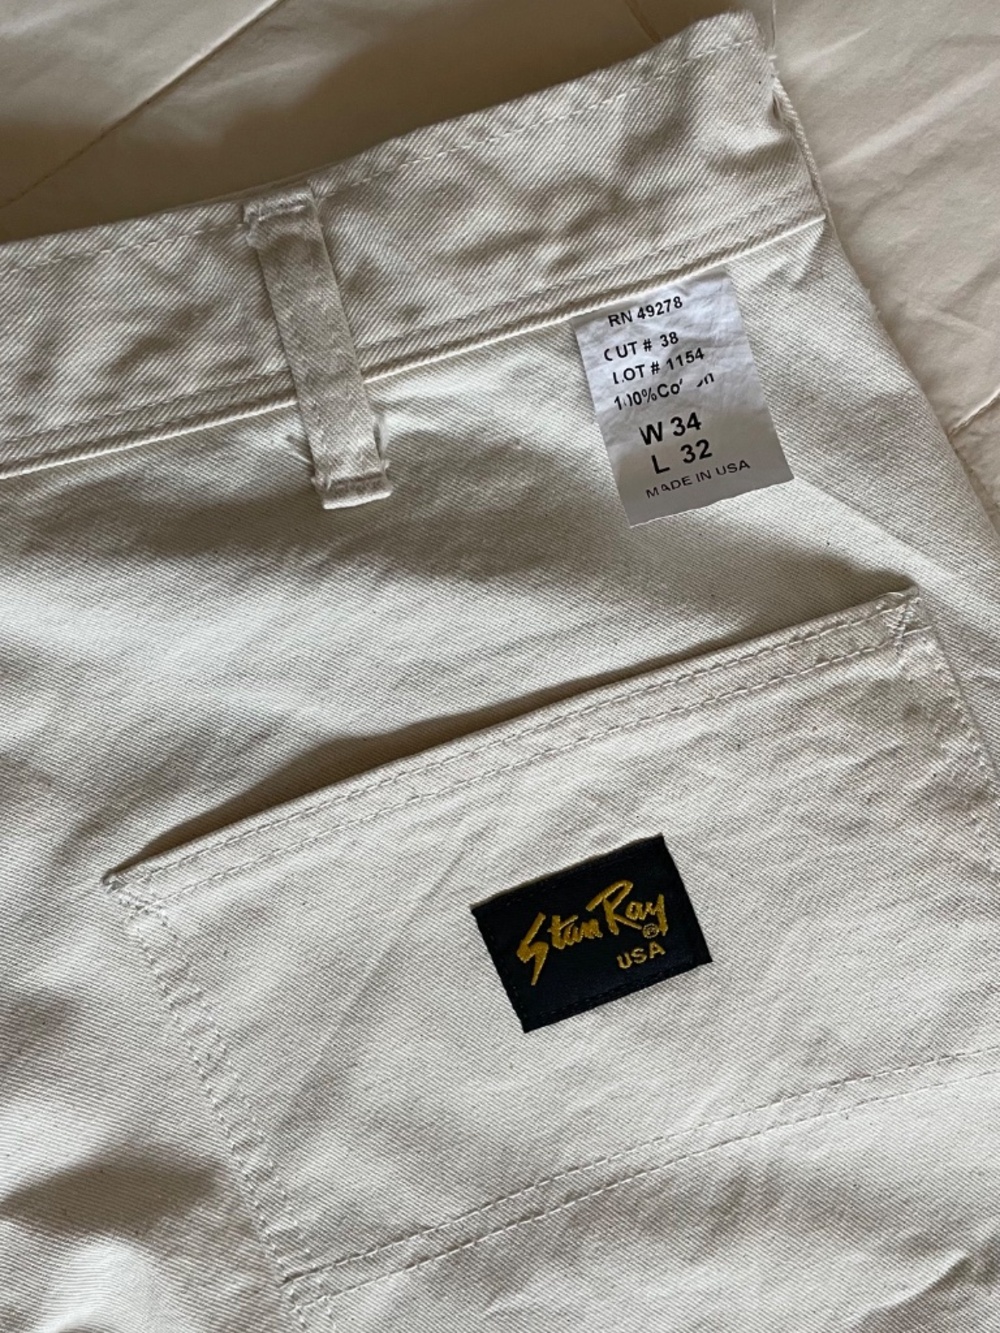 RN 49278
CUT # 38
LOT # 1154
100%Cotton
W 34
L 32
MADE IN USA
Stan Ray
®
USA